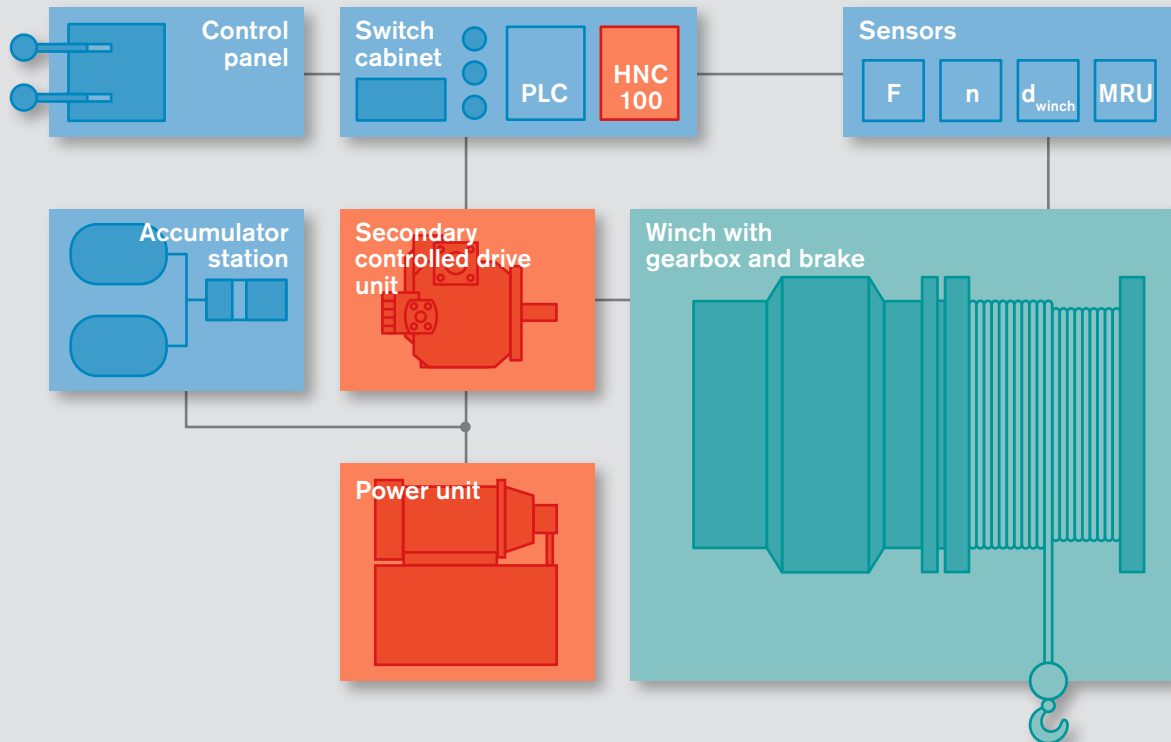 Control
panel
Switch
cabinet
PLC
HNC
100
Sensors
F
n
d winch
MRU
Accumulator
station
Secondary
controlled drive
unit
Winch with
gearbox and brake
Power unit